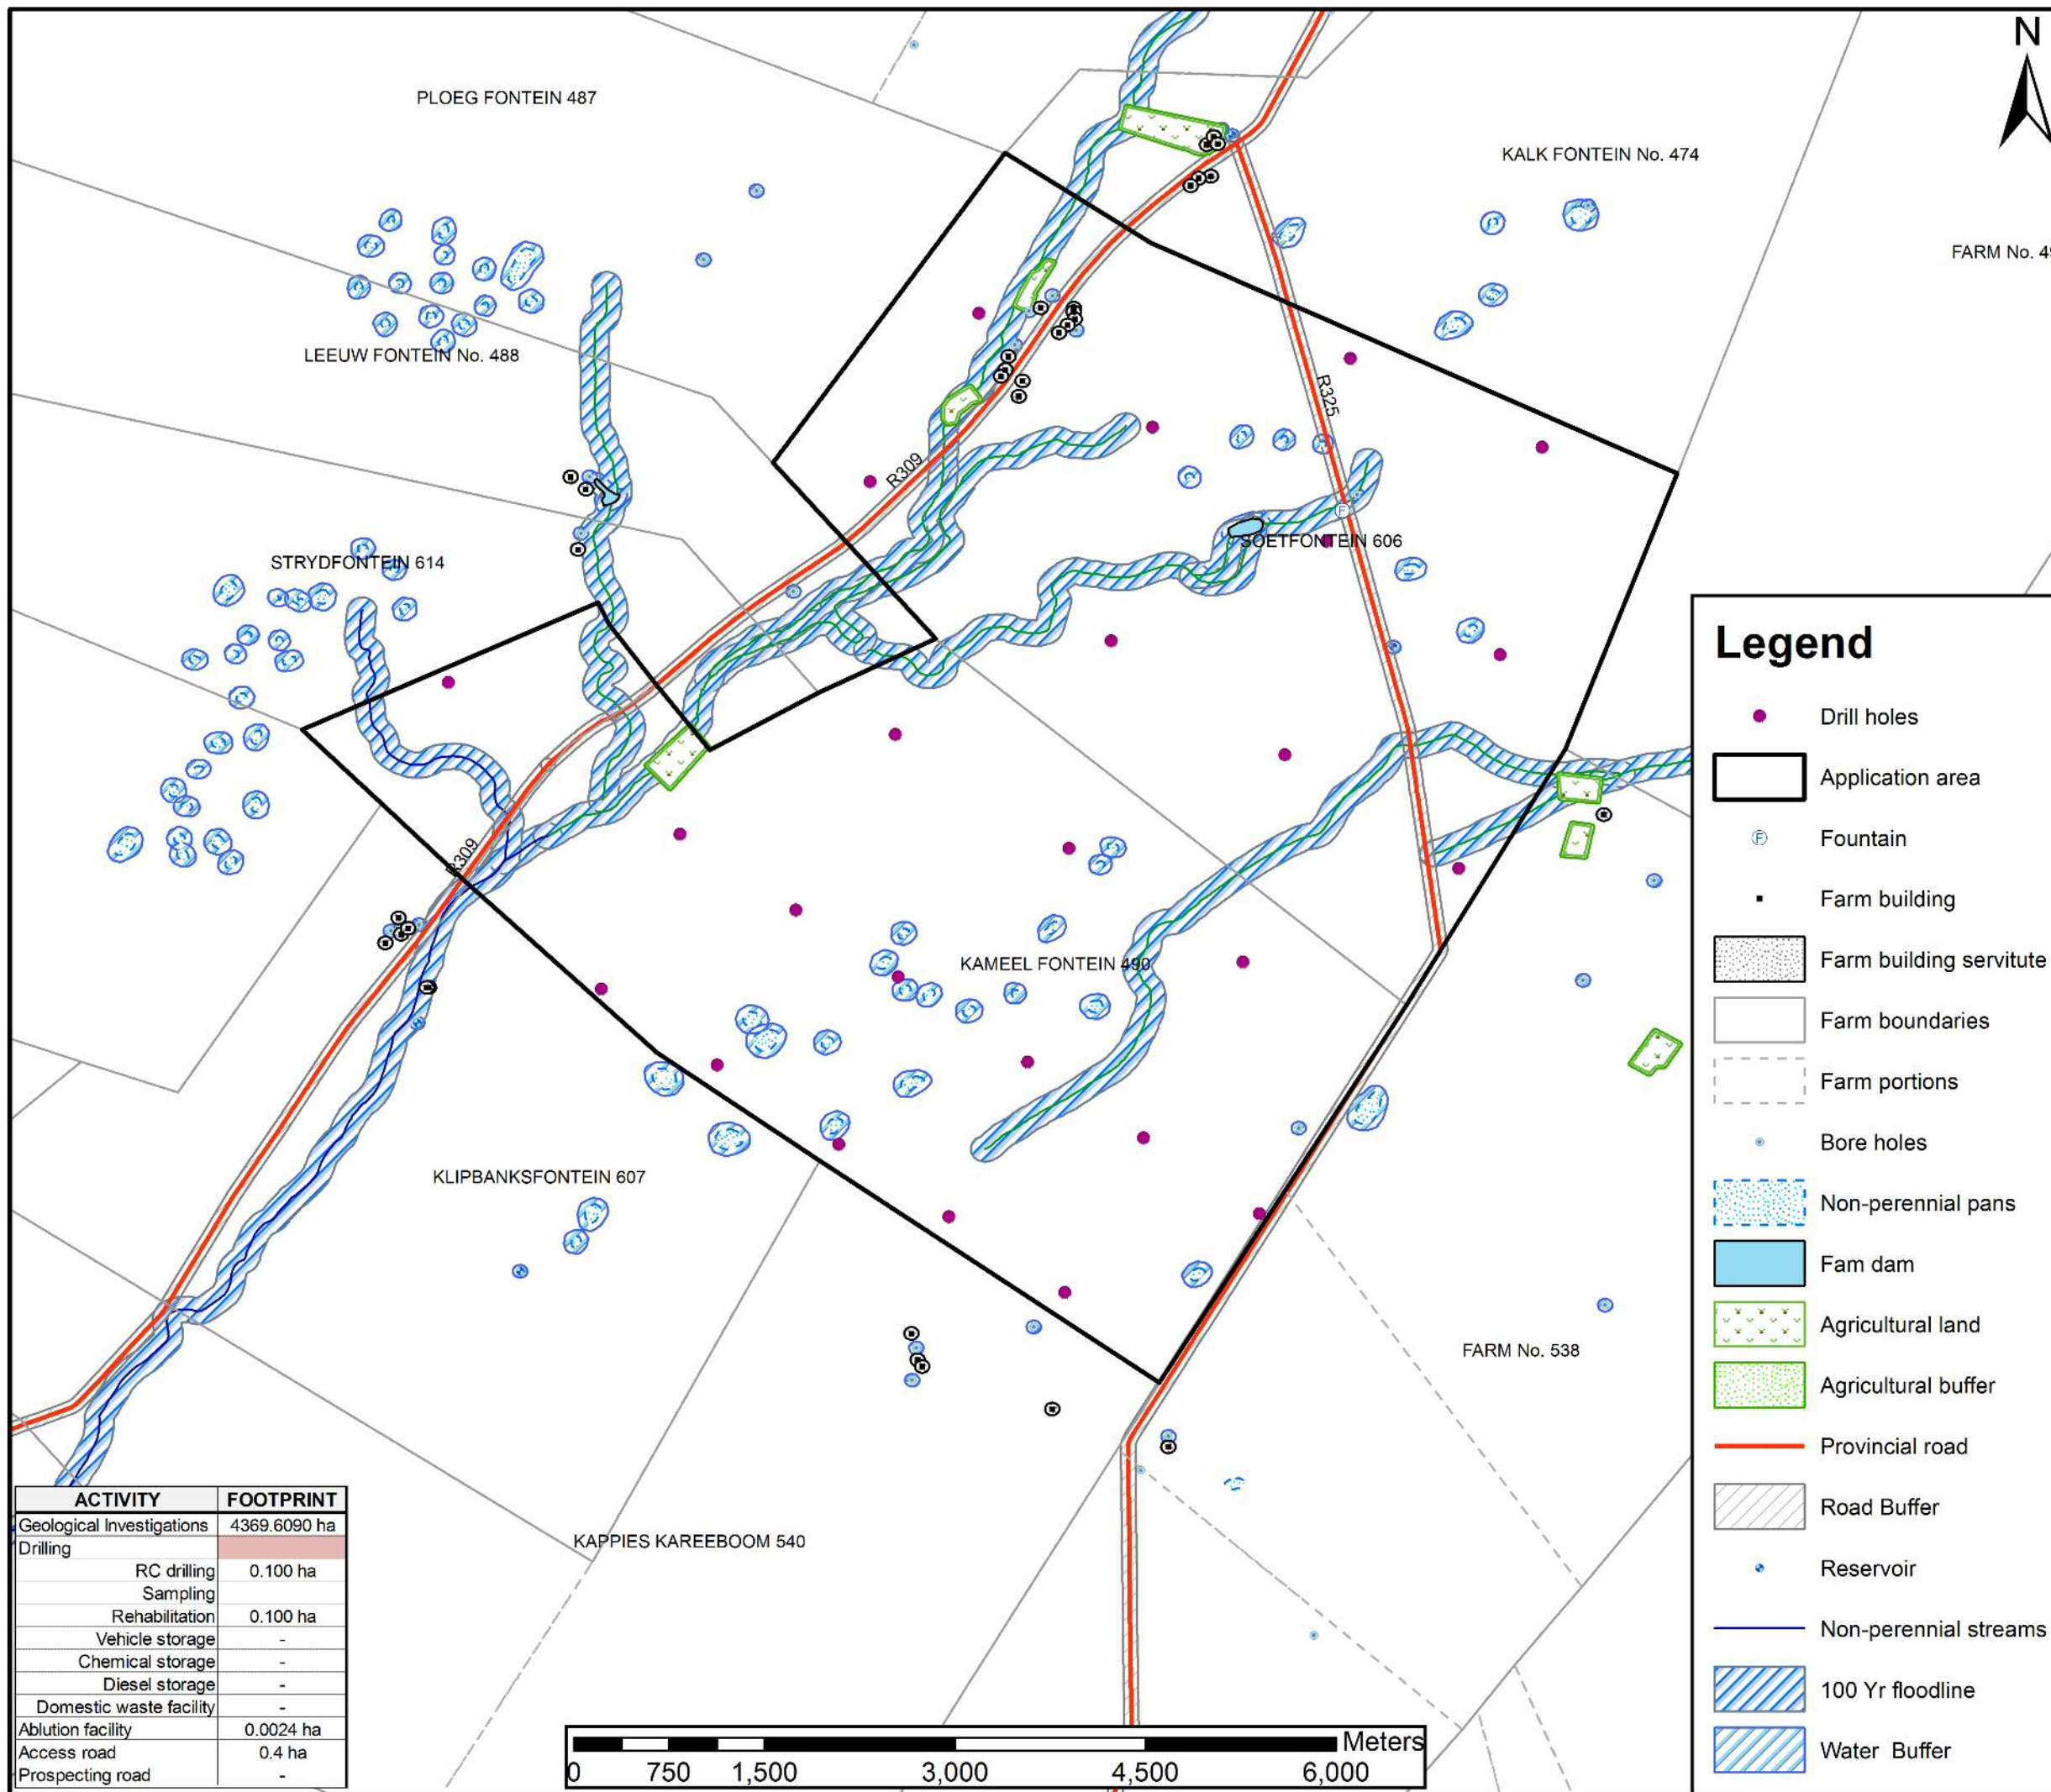 N
PLOEG FONTEIN 487
KALK FONTEIN No. 474
FARM No. 49
LEEUW FONTEIN No. 488
R325
R309
F
SOETFONTEIN 606
STRYDFONTEIN 614
R309
KAMEEL FONTEIN 490
KLIPBANKSFONTEIN 607
FARM No. 538
KAPPIES KAREEBOOM 540
Legend
Drill holes
Application area
F Fountain
Farm building
Farm building servitute
Farm boundaries
Farm portions
Bore holes
Non-perennial pans
Fam dam
Agricultural land
Agricultural buffer
Provincial road
Road Buffer
Reservoir
Non-perennial streams
100 Yr floodline
Water Buffer
ACTIVITY FOOTPRINT
Geological Investigations 4369.6090 ha
Drilling
RC drilling 0.100 ha
Sampling
Rehabilitation 0.100 ha
Vehicle storage -
Chemical storage -
Diesel storage -
Domestic waste facility -
Ablution facility 0.0024 ha
Access road 0.4 ha
Prospecting road -
Meters
0 750 1,500 3,000 4,500 6,000